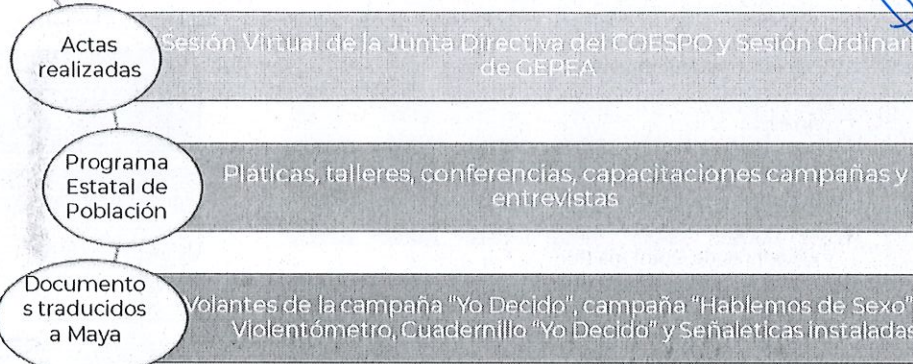 Actas
realizadas
Sesión Virtual de la Junta Directiva del COESPO y Sesión
de GEPEA
Programa
Estatal de
Población
Pláticas, talleres, conferencias, capacitaciones campañas y
entrevistas
Documento
s traducidos
a Maya
Volantes de la campaña "Yo Decido", campaña "Hablemos de Sexo"
Violentómetro, Cuadernillo "Yo Decido" y Señaleticas instaladas